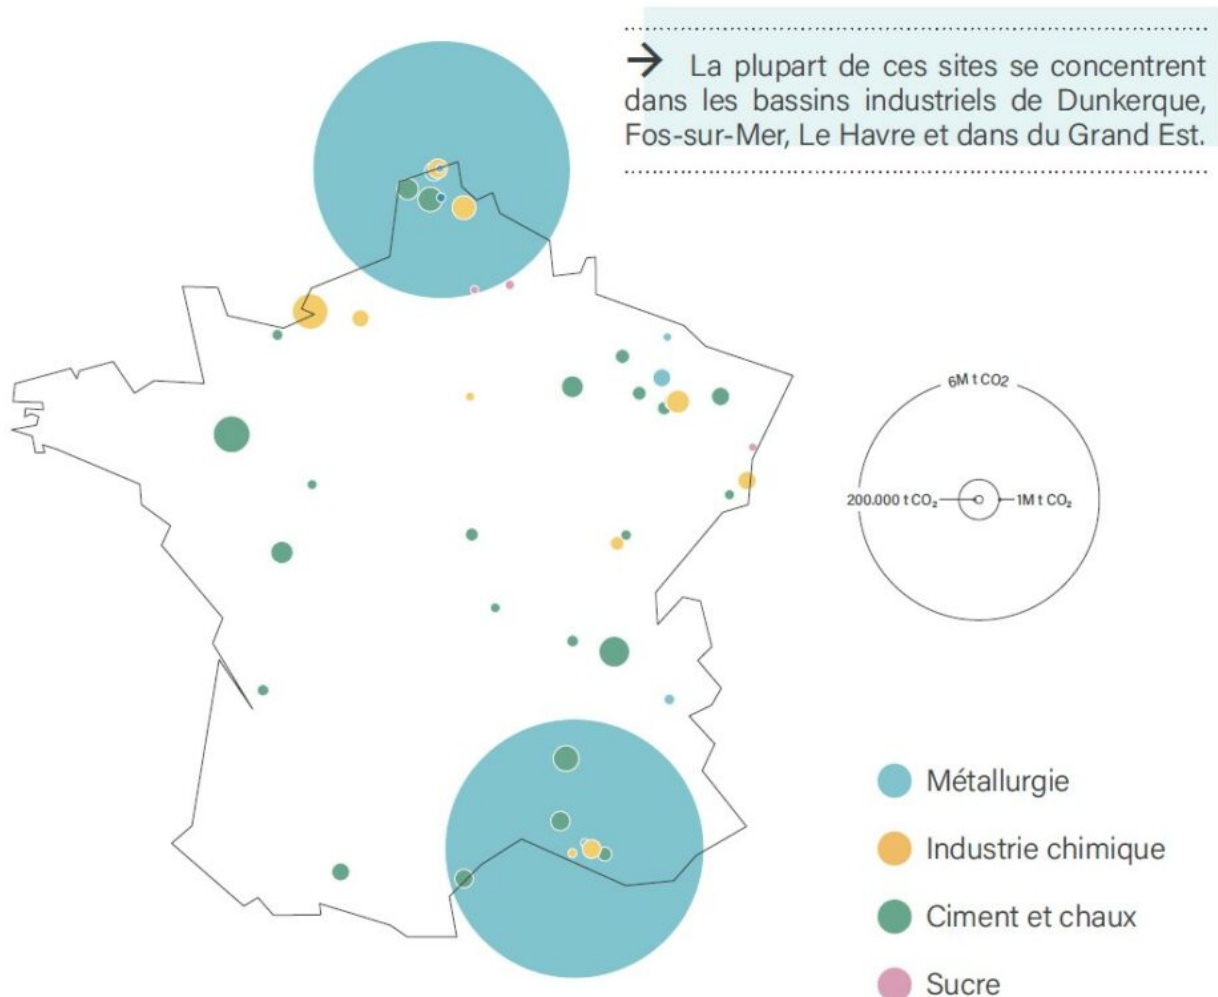 → La plupart de ces sites se concentrent
dans les bassins industriels de Dunkerque,
Fos-sur-Mer, Le Havre et dans du Grand Est.
6M t CO2
200.000 t CO₂
1M t CO₂
Métallurgie
Industrie chimique
Ciment et chaux
Sucre